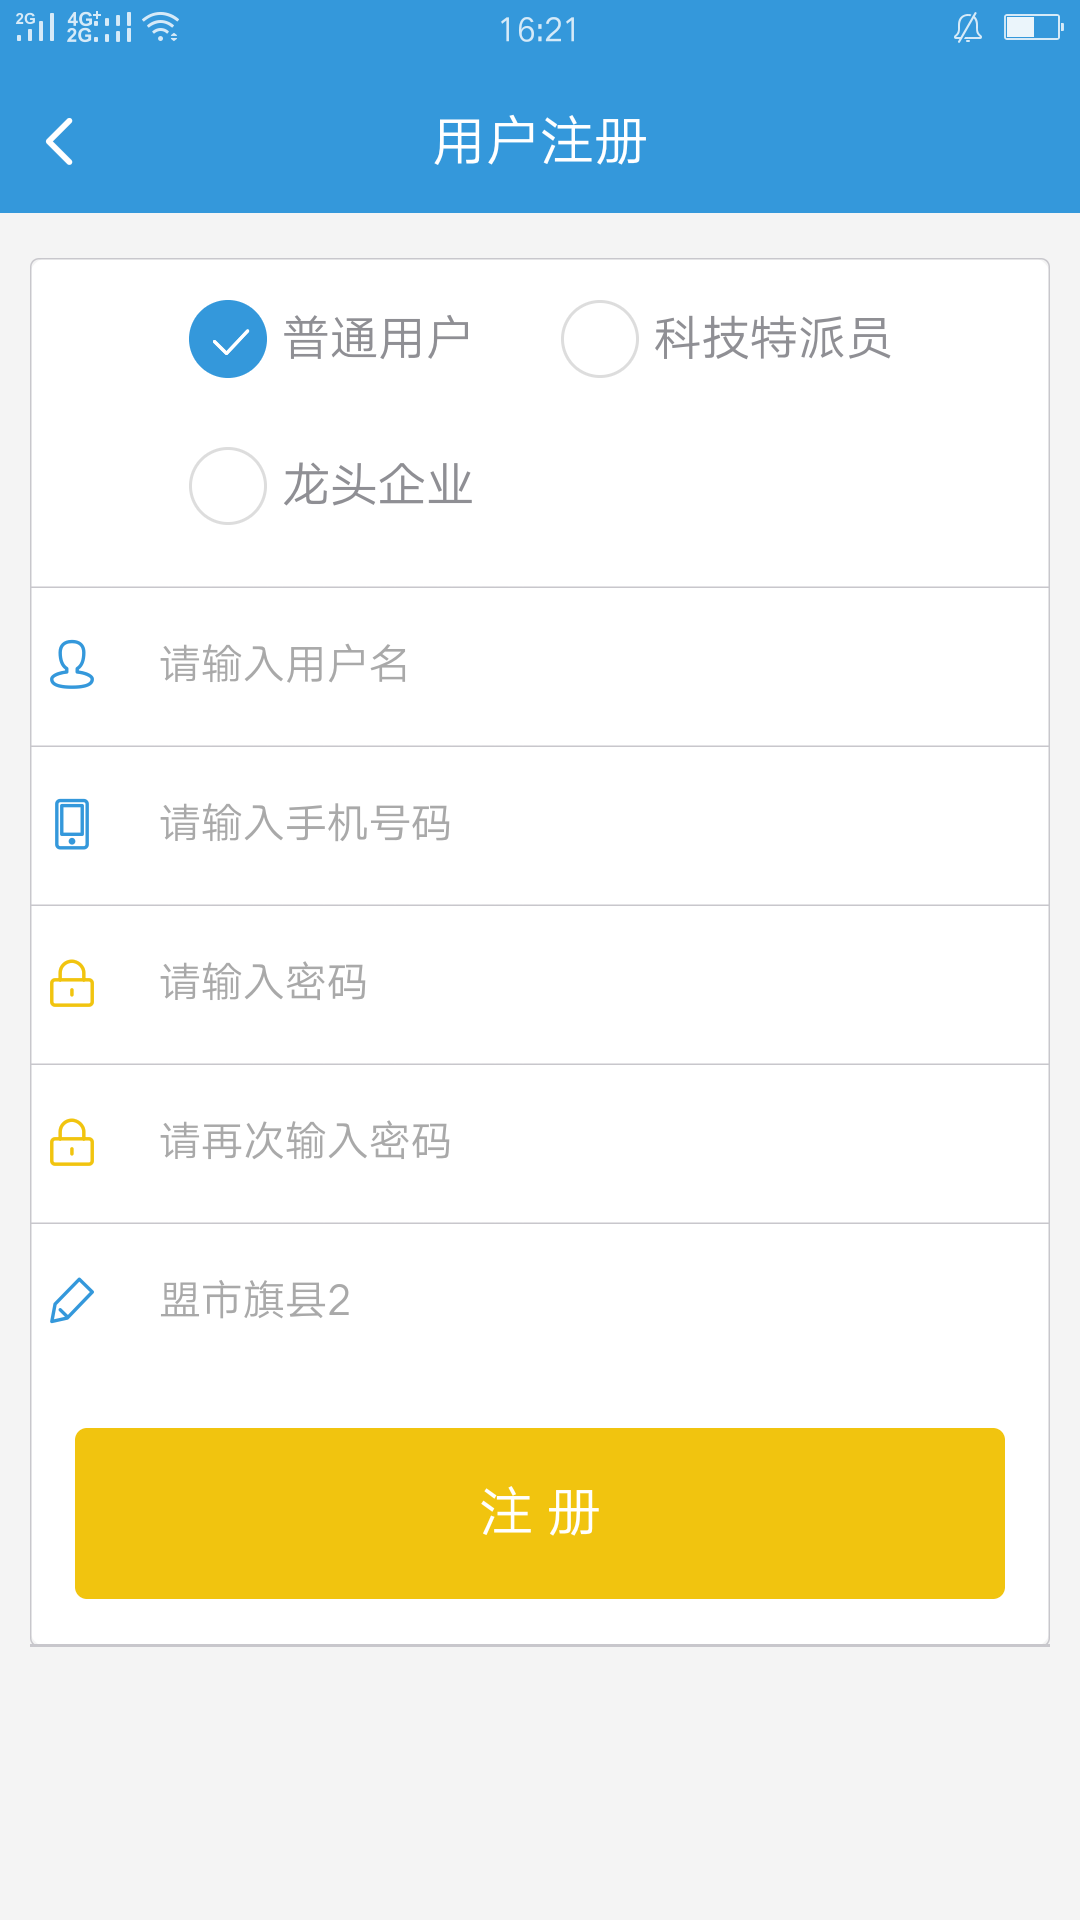 2G 4G+ 2G 16:21
用户注册
普通用户 科技特派员
龙头企业
请输入用户名
请输入手机号码
请输入密码
请再次输入密码
盟市旗县2
注 册